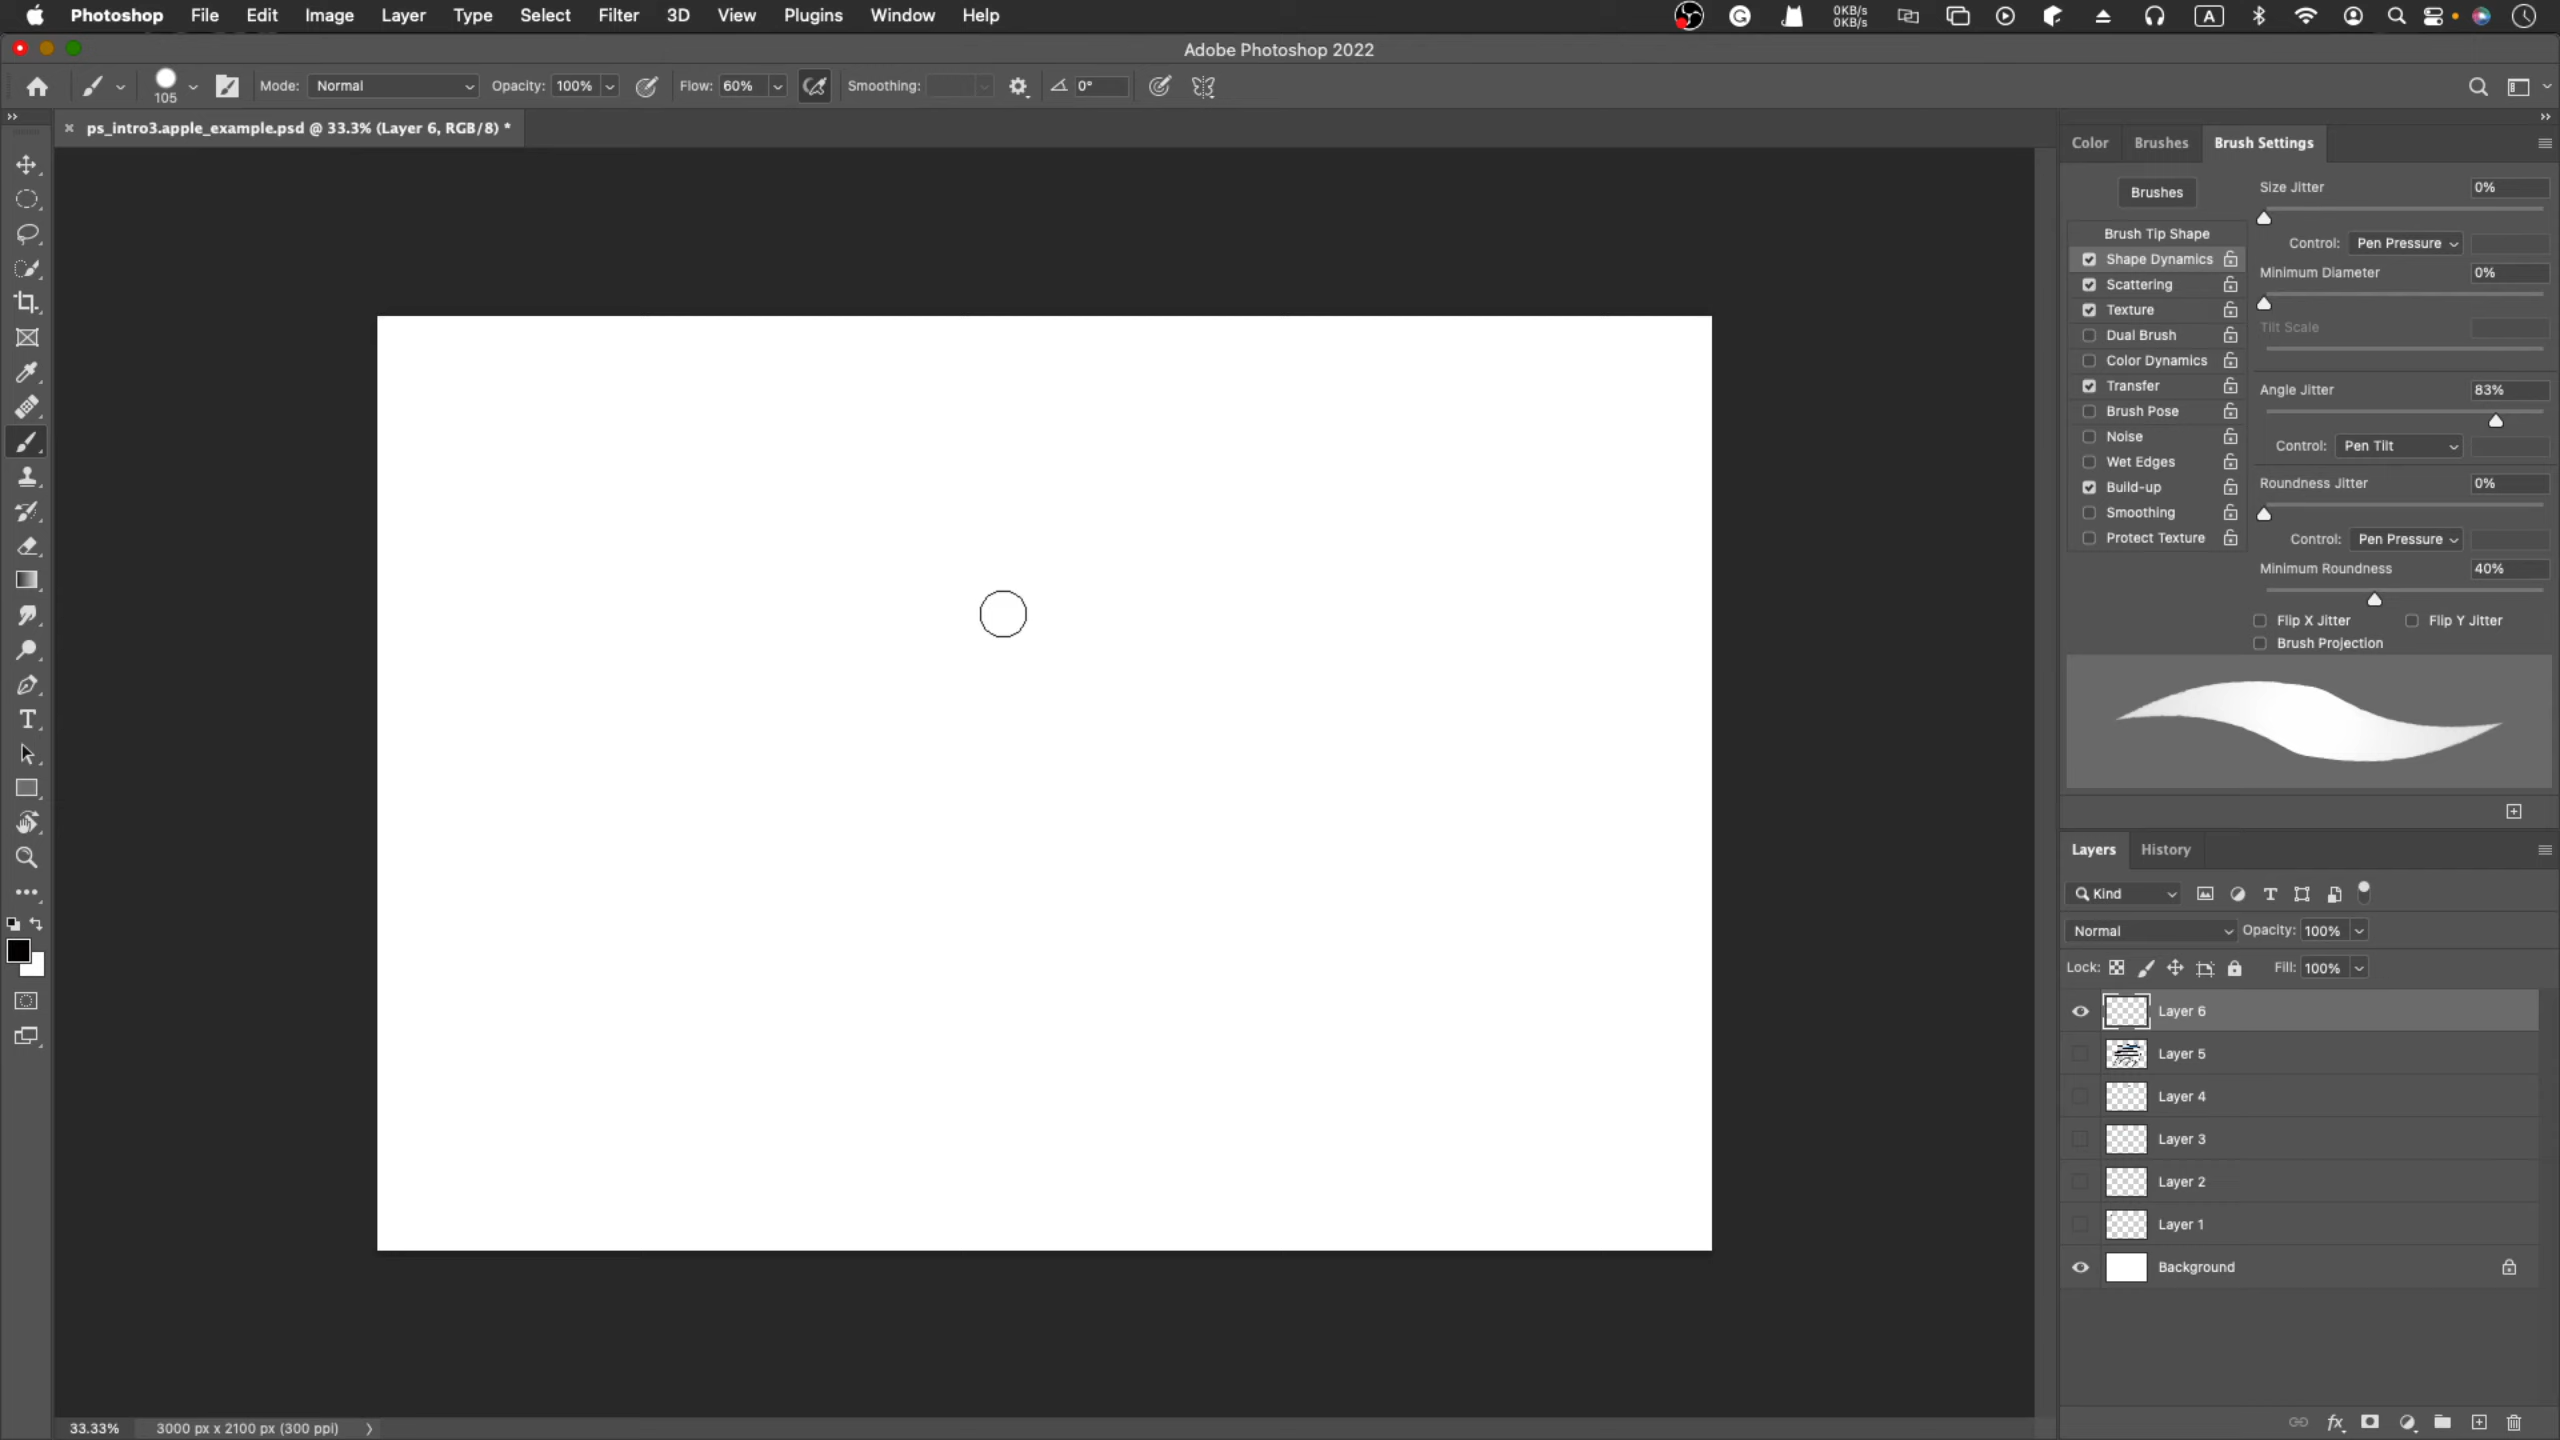 Photoshop File Edit Image Layer Type Select Filter 3D View Plugins Window Help 0KB/s A
0KB/s
Adobe Photoshop 2022
105 Mode: Normal Opacity: 100% Flow: 60% Smoothing: 0°
ps_intro3.apple_example.psd @ 33.3% (Layer 6, RGB/8) *
Color Brushes Brush Settings
Brushes
Brush Tip Shape
Shape Dynamics
Scattering
Texture
Dual Brush
Color Dynamics
Transfer
Brush Pose
Noise
Wet Edges
Build-up
Smoothing
Protect Texture
Size Jitter 0%
Control: Pen Pressure
Minimum Diameter 0%
Tilt Scale
Angle Jitter 83%
Control: Pen Tilt
Roundness Jitter 0%
Control: Pen Pressure
Minimum Roundness 40%
Flip X Jitter Flip Y Jitter
Brush Projection
Layers History
Kind
Normal Opacity: 100%
Lock: Fill: 100%
Layer 6
Layer 5
Layer 4
Layer 3
Layer 2
Layer 1
Background
33.33% 3000 px x 2100 px (300 ppi)